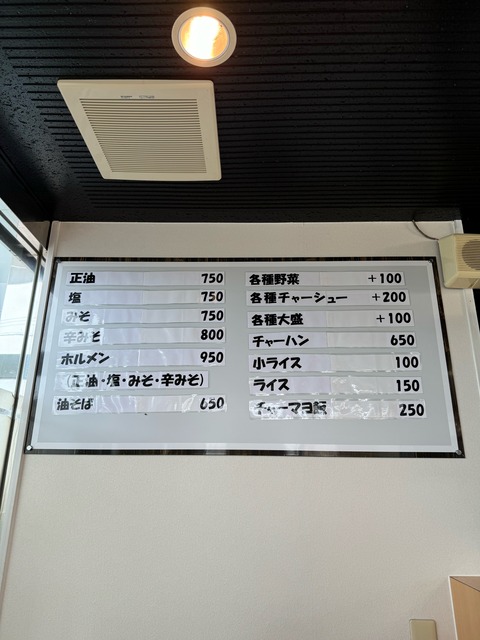 正油 750
塩 750
みそ 750
辛みそ 800
ホルメン 950
(正油・塩・みそ・辛みそ)
油そば 650
各種野菜 +100
各種チャーシュー +200
各種大盛 +100
チャーハン 650
小ライス 100
ライス 150
チャーマヨ飯 250